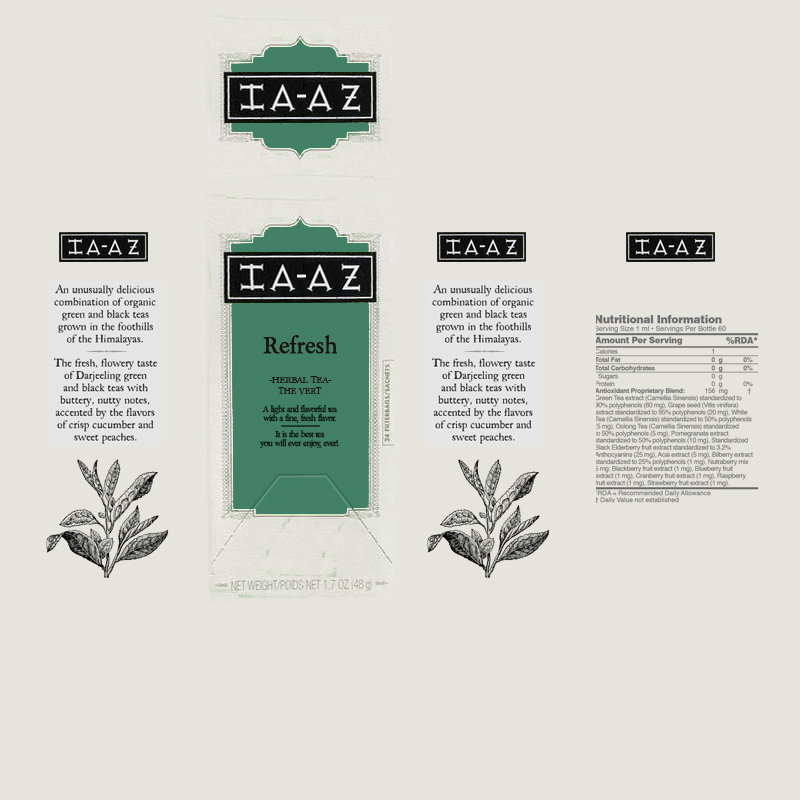 IA-AZ
IA-AZ
Refresh
-HERBAL TEA-
THE VERT
A light and flavorful tea
with a fine, fresh flavor.
It is the best tea
you will ever enjoy, ever!
24 FILTERBAGS/SACHETS
NET WEIGHT/POIDS NET 1.7 OZ (48 g)
IA-AZ
An unusually delicious
combination of organic
green and black teas
grown in the foothills
of the Himalayas.
The fresh, flowery taste
of Darjeeling green
and black teas with
buttery, nutty notes,
accented by the flavors
of crisp cucumber and
sweet peaches.
IA-AZ
An unusually delicious
combination of organic
green and black teas
grown in the foothills
of the Himalayas.
The fresh, flowery taste
of Darjeeling green
and black teas with
buttery, nutty notes,
accented by the flavors
of crisp cucumber and
sweet peaches.
IA-AZ
Nutritional Information
Serving Size 1 ml • Servings Per Bottle 60
Amount Per Serving %RDA*
Calories 1
Total Fat 0 g 0%
Total Carbohydrates 0 g 0%
Sugars 0 g
Protein 0 g 0%
Antioxidant Proprietary Blend: 156 mg †
Green Tea extract (Camellia Sinensis) standardized to
90% polyphenols (80 mg), Grape seed (Vitis vinifera)
extract standardized to 95% polyphenols (20 mg), White
Tea (Camellia Sinensis) standardized to 50% polyphenols
(5 mg), Oolong Tea (Camellia Sinensis) standardized
to 50% polyphenols (5 mg), Pomegranate extract
standardized to 50% polyphenols (10 mg), Standardized
Black Elderberry fruit extract standardized to 3.2%
Anthocyanins (25 mg), Acai extract (5 mg), Bilberry extract
standardized to 25% polyphenols (1 mg), Nutraberry mix
5 mg: Blackberry fruit extract (1 mg), Blueberry fruit
extract (1 mg), Cranberry fruit extract (1 mg), Raspberry
fruit extract (1 mg), Strawberry fruit extract (1 mg).
*RDA = Recommended Daily Allowance
† Daily Value not established